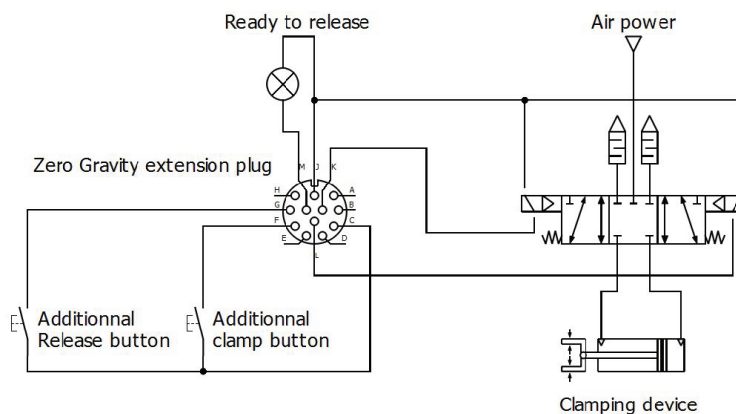 Ready to release
Air power
Zero Gravity extension plug
M J K
H A
G B
F C
E D
L
Additionnal
Release button
Additionnal
clamp button
Clamping device